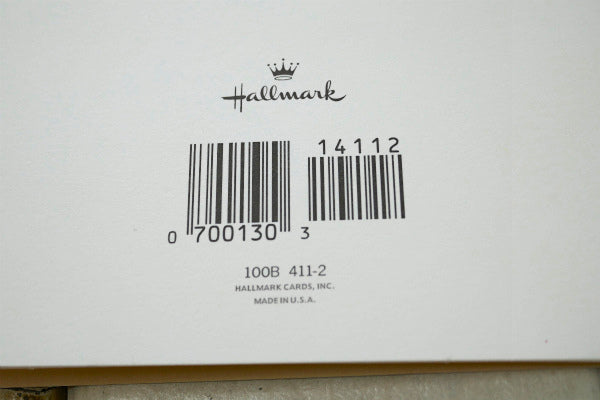 Hallmark
14112
0 700130 3
100B 411-2
HALLMARK CARDS, INC.
MADE IN U.S.A.